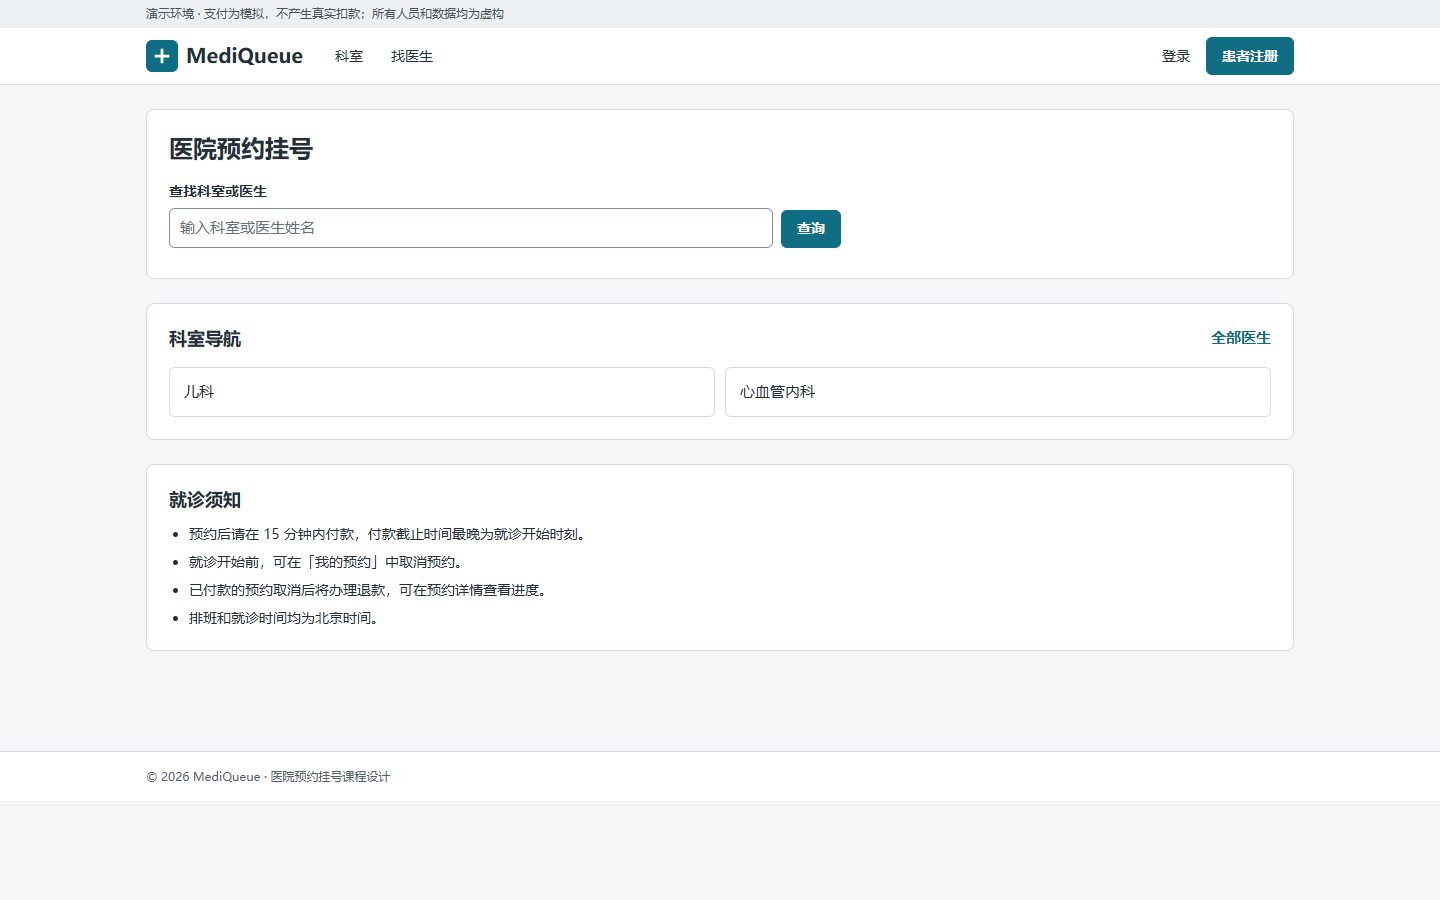 演示环境 · 支付为模拟，不产生真实扣款；所有人员和数据均为虚构
MediQueue 科室 找医生 登录 患者注册
医院预约挂号
查找科室或医生
输入科室或医生姓名 查询
科室导航 全部医生
儿科 心血管内科
就诊须知
• 预约后请在 15 分钟内付款，付款截止时间最晚为就诊开始时刻。
• 就诊开始前，可在「我的预约」中取消预约。
• 已付款的预约取消后将办理退款，可在预约详情查看进度。
• 排班和就诊时间均为北京时间。
© 2026 MediQueue · 医院预约挂号课程设计